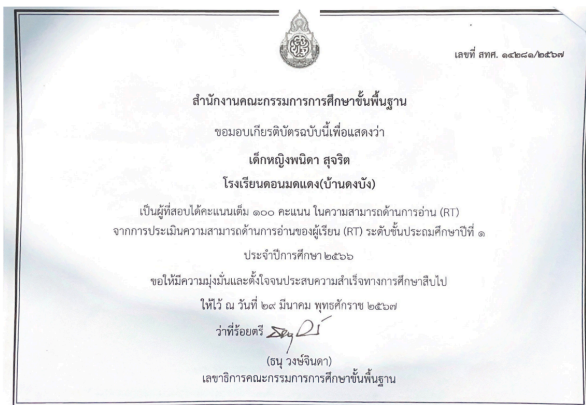 เลขที่ สทศ. ๑๔๒๘๑/๒๕๖๗
สำนักงานคณะกรรมการการศึกษาขั้นพื้นฐาน
ขอมอบเกียรติบัตรฉบับนี้เพื่อแสดงว่า
เด็กหญิงพนิดา สุจริต
โรงเรียนดอนมดแดง(บ้านดงบัง)
เป็นผู้ที่สอบได้คะแนนเต็ม ๑๐๐ คะแนน ในความสามารถด้านการอ่าน (RT)
จากการประเมินความสามารถด้านการอ่านของผู้เรียน (RT) ระดับชั้นประถมศึกษาปีที่ ๑
ประจำปีการศึกษา ๒๕๖๖
ขอให้มีความมุ่งมั่นและตั้งใจจนประสบความสำเร็จทางการศึกษาสืบไป
ให้ไว้ ณ วันที่ ๒๙ มีนาคม พุทธศักราช ๒๕๖๗
ว่าที่ร้อยตรี
(ธนุ วงษ์จินดา)
เลขาธิการคณะกรรมการการศึกษาขั้นพื้นฐาน